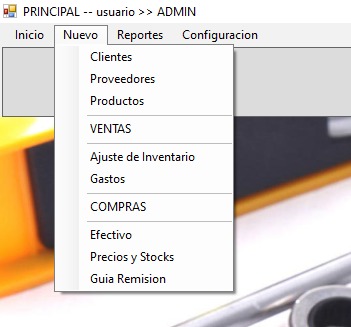 PRINCIPAL -- usuario >> ADMIN
Inicio Nuevo Reportes Configuracion
Clientes
Proveedores
Productos
VENTAS
Ajuste de Inventario
Gastos
COMPRAS
Efectivo
Precios y Stocks
Guia Remision